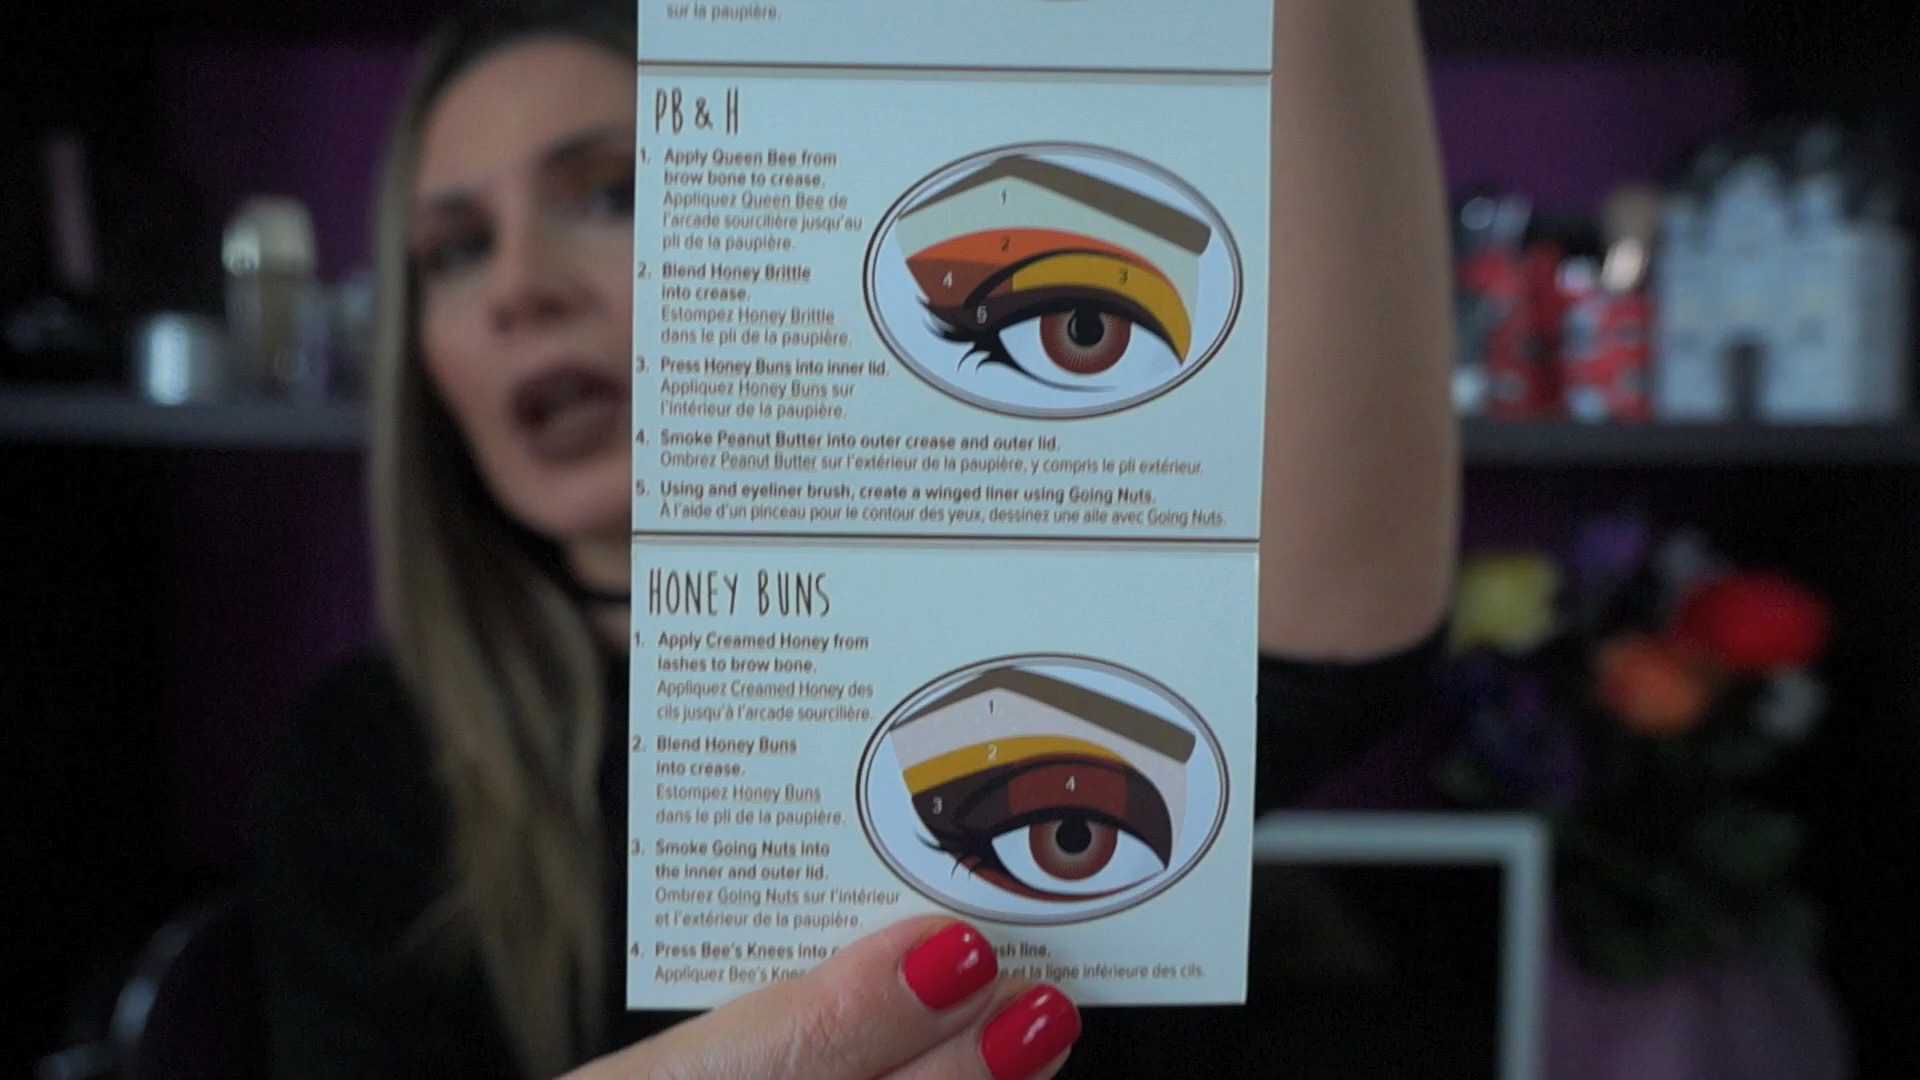 sur la paupière.
PB & H
1. Apply Queen Bee from
brow bone to crease.
Appliquez Queen Bee de
l'arcade sourcilière jusqu'au
pli de la paupière.
2. Blend Honey Brittle
into crease.
Estompez Honey Brittle
dans le pli de la paupière.
3. Press Honey Buns into inner lid.
Appliquez Honey Buns sur
l'intérieur de la paupière.
4. Smoke Peanut Butter into outer crease and outer lid.
Ombrez Peanut Butter sur l'extérieur de la paupière, y compris le pli extérieur.
5. Using and eyeliner brush, create a winged liner using Going Nuts.
À l'aide d'un pinceau pour le contour des yeux, dessinez une aile avec Going Nuts.
1
2
3
4
5
HONEY BUNS
1. Apply Creamed Honey from
lashes to brow bone.
Appliquez Creamed Honey des
cils jusqu'à l'arcade sourcilière.
2. Blend Honey Buns
into crease.
Estompez Honey Buns
dans le pli de la paupière.
3. Smoke Going Nuts into
the inner and outer lid.
Ombrez Going Nuts sur l'intérieur
et l'extérieur de la paupière.
4. Press Bee's Knees into line.
Appliquez Bee's et la ligne inférieure des cils.
1
2
3
4